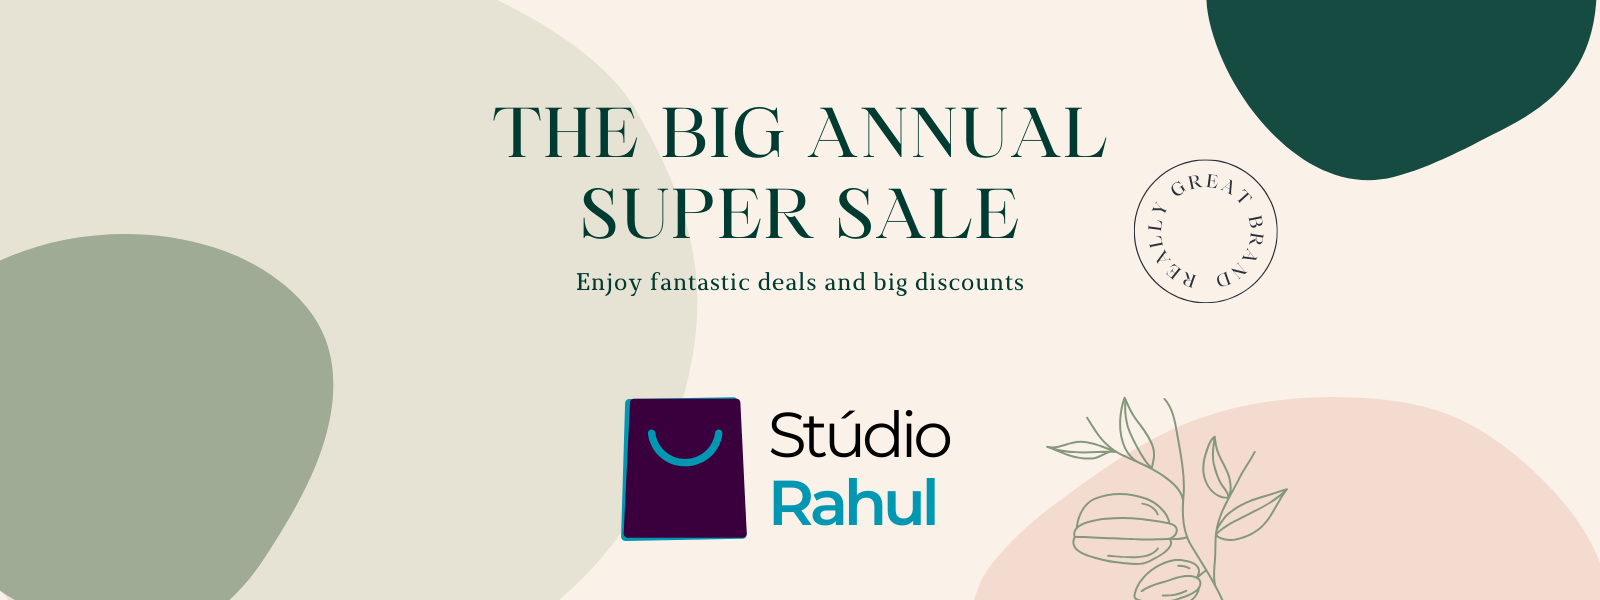 THE BIG ANNUAL
SUPER SALE
Enjoy fantastic deals and big discounts
REALLY GREAT BRAND
Stúdio
Rahul